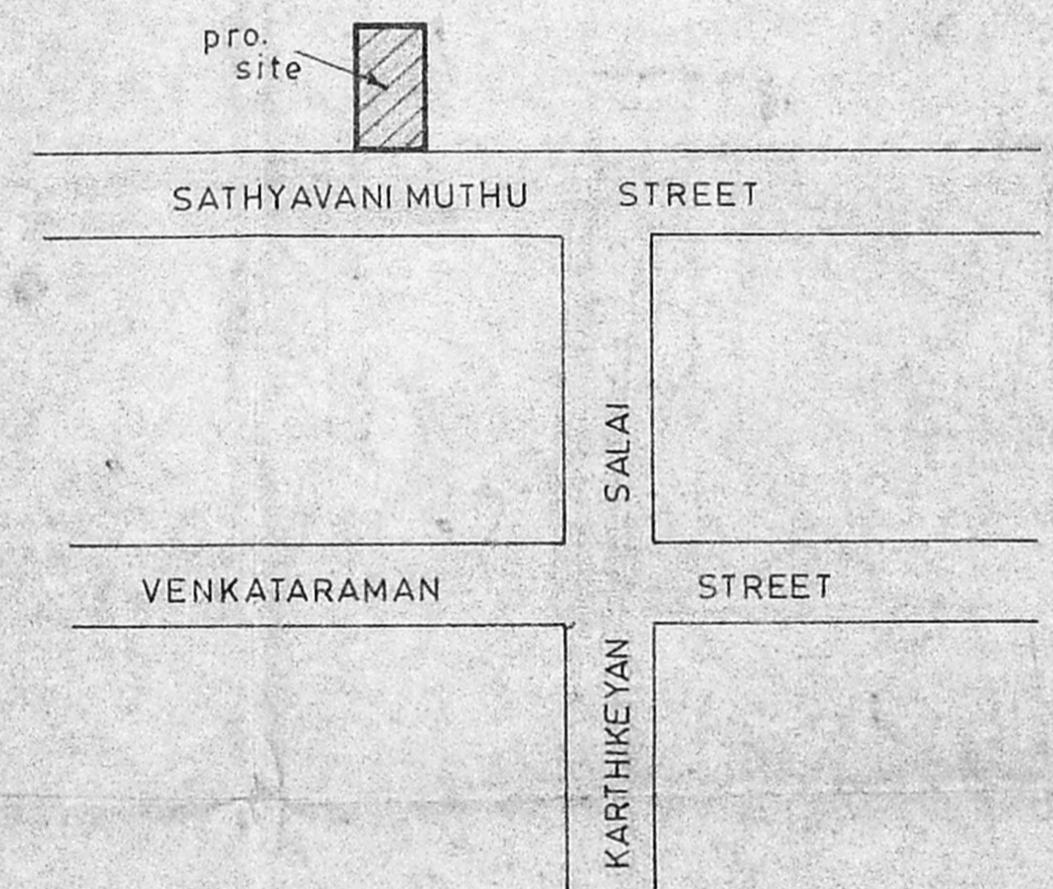 pro.
site
SATHYAVANI MUTHU STREET
SALAI
VENKATARAMAN STREET
KARTHIKEYAN